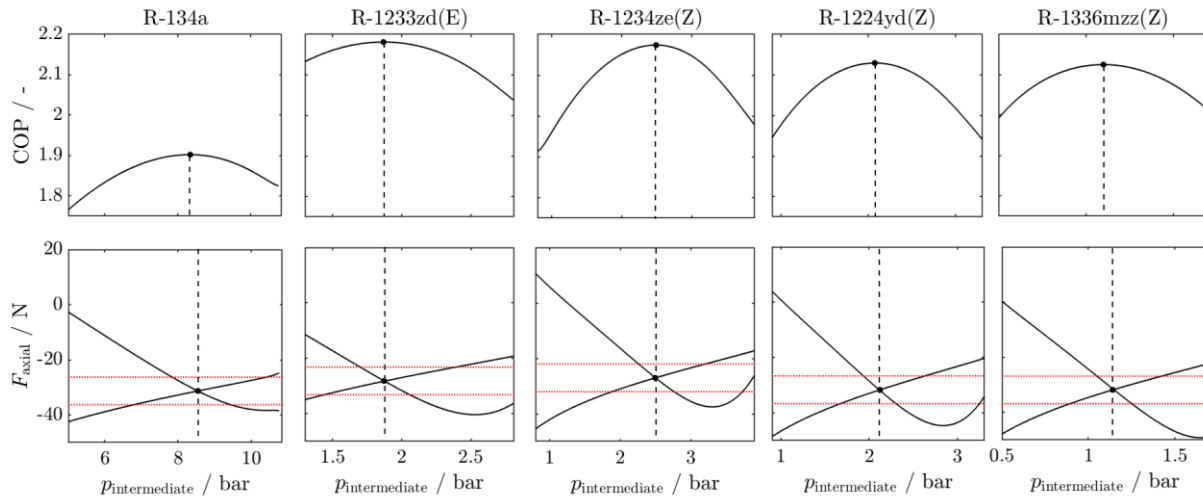 R-134a R-1233zd(E) R-1234ze(Z) R-1224yd(Z) R-1336mzz(Z)
COP / -
2.2
2.1
2
1.9
1.8
F_axial / N
20
0
-20
-40
6 8 10 1.5 2 2.5 1 2 3 1 2 3 0.5 1 1.5
p_intermediate / bar p_intermediate / bar p_intermediate / bar p_intermediate / bar p_intermediate / bar